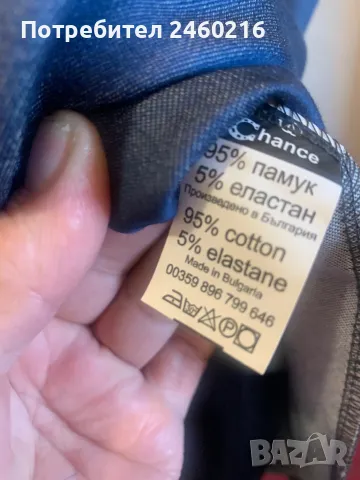 Потребител 2460216
Chance
95% памук
5% еластан
Произведено в България
95% cotton
5% elastane
Made in Bulgaria
00359 896 799 646
P
BAZAR